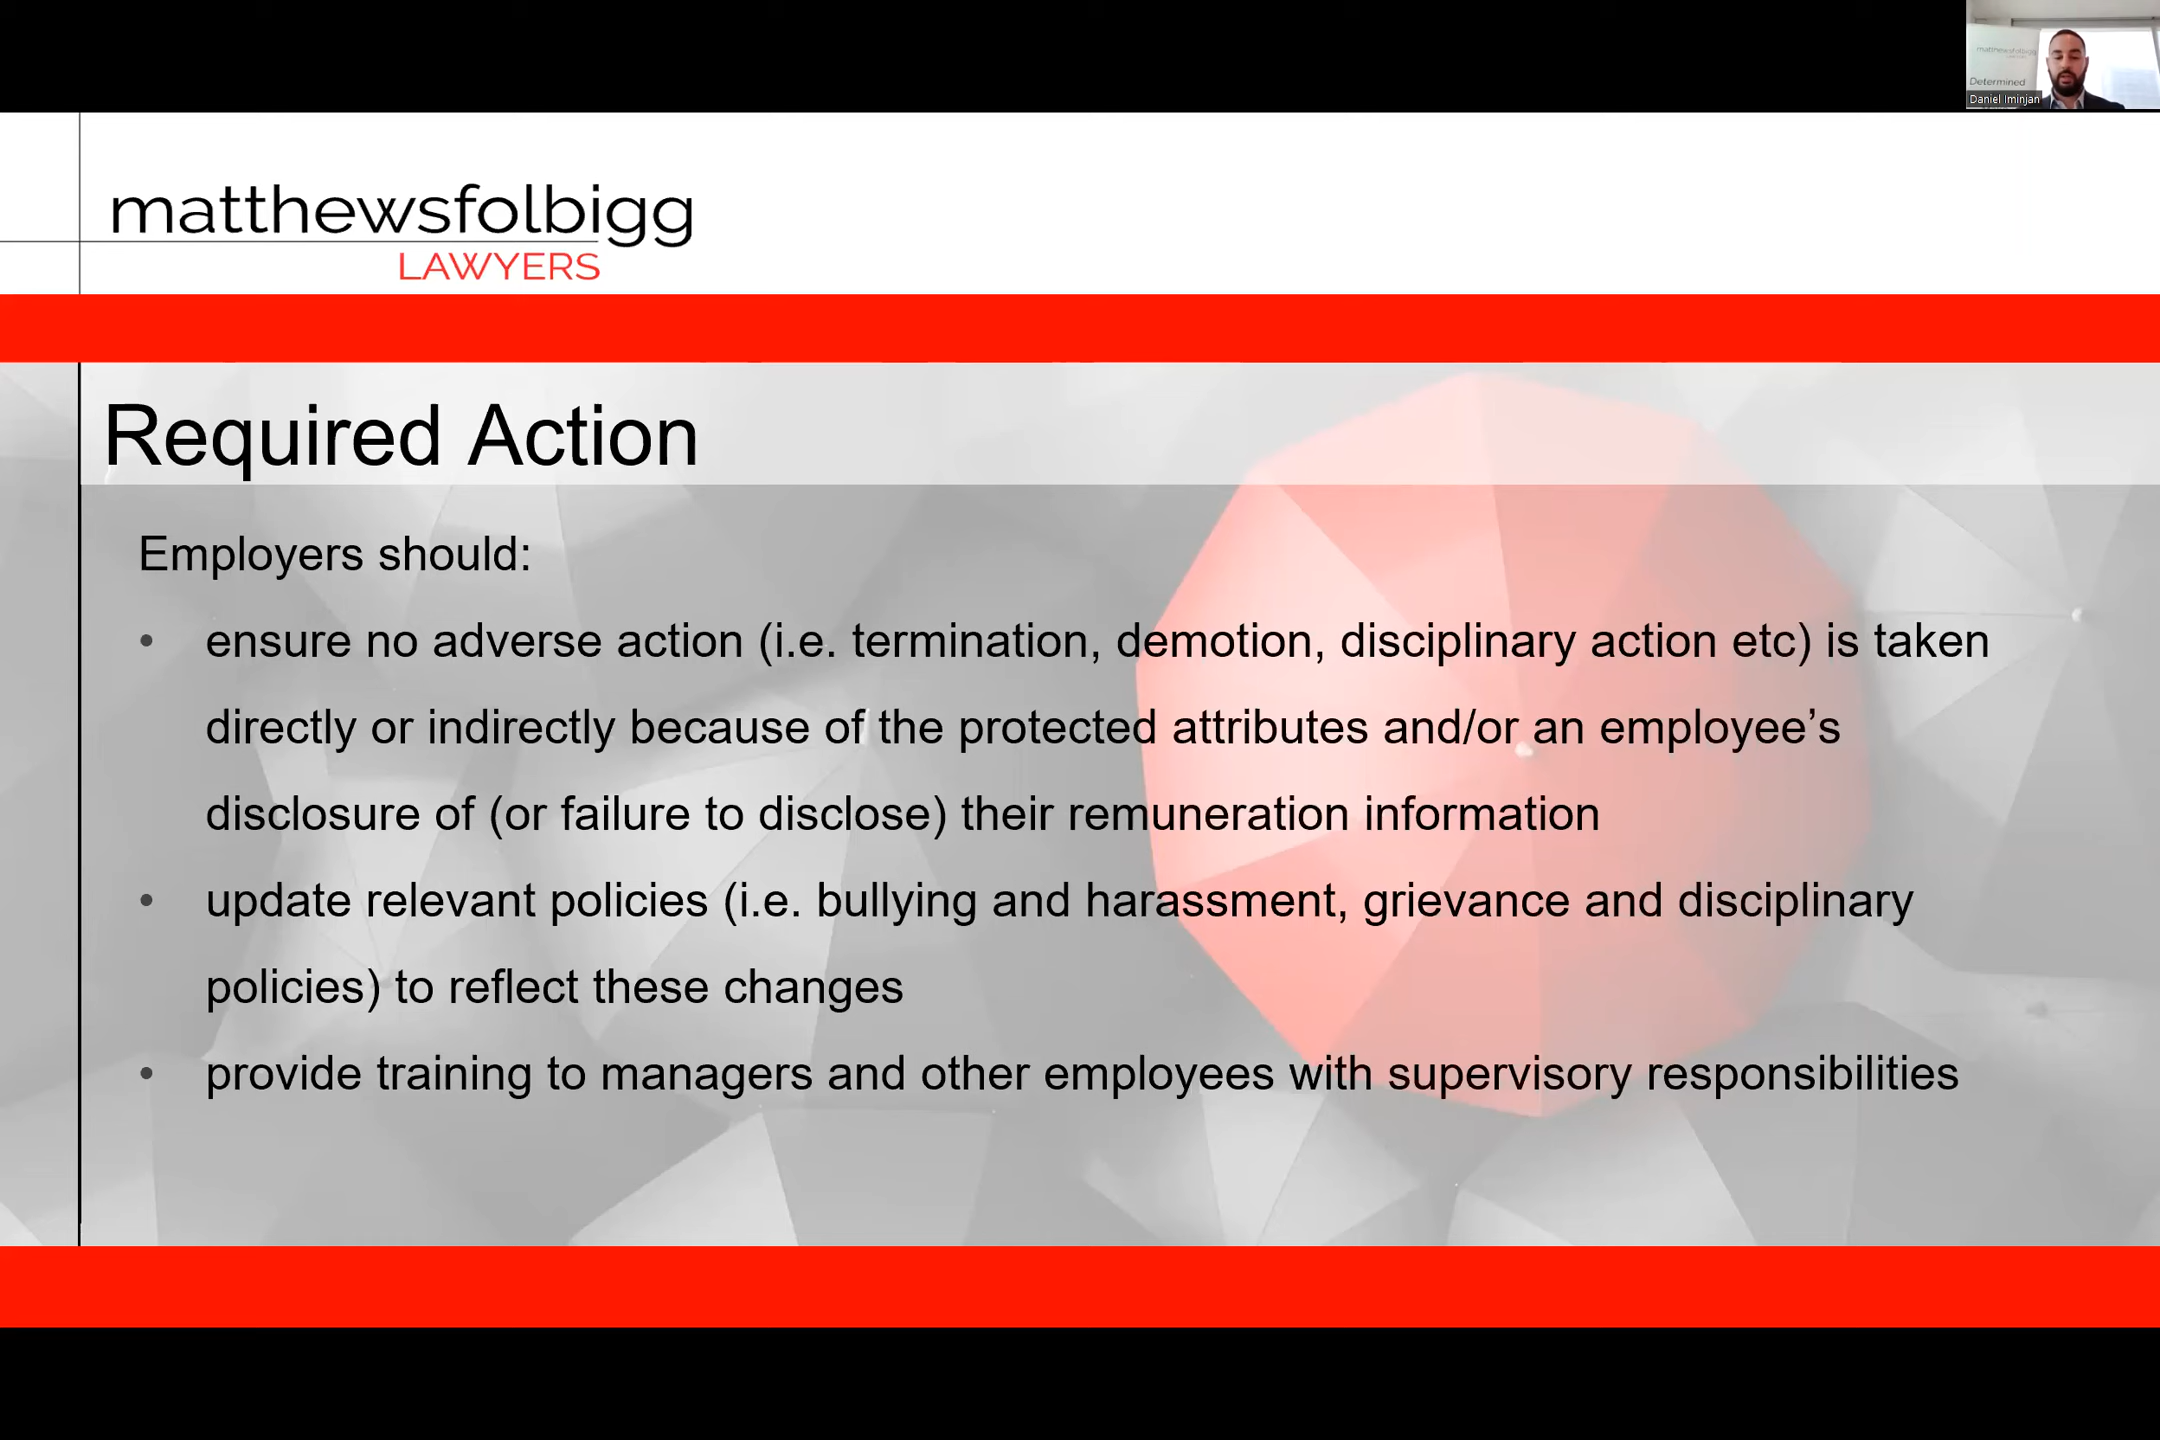 matthewsfolbigg
Determined
Daniel Iminjan
matthewsfolbigg
LAWYERS
Required Action
Employers should:
• ensure no adverse action (i.e. termination, demotion, disciplinary action etc) is taken
directly or indirectly because of the protected attributes and/or an employee’s
disclosure of (or failure to disclose) their remuneration information
• update relevant policies (i.e. bullying and harassment, grievance and disciplinary
policies) to reflect these changes
• provide training to managers and other employees with supervisory responsibilities